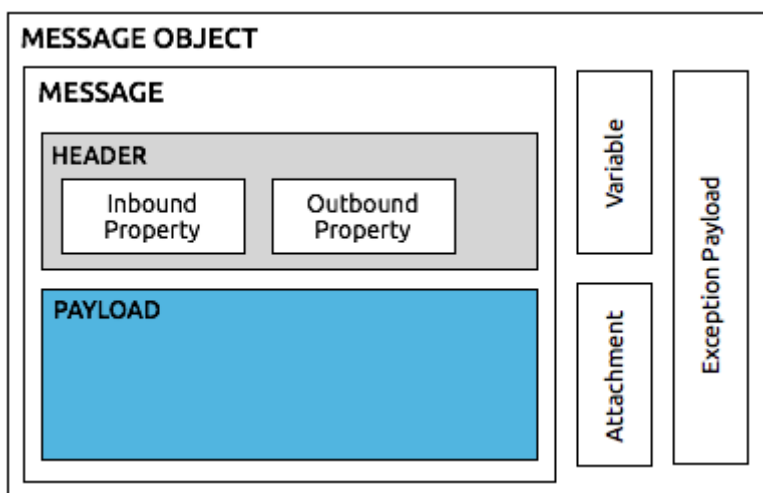 MESSAGE OBJECT
MESSAGE
HEADER
Inbound
Property
Outbound
Property
PAYLOAD
Variable
Attachment
Exception Payload